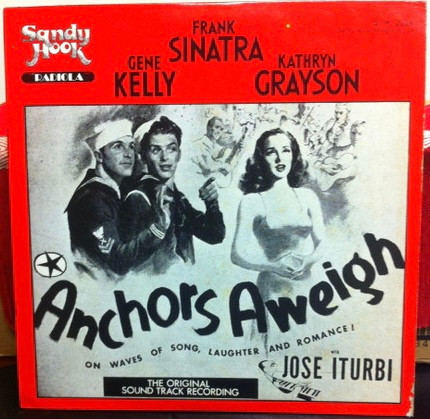 Sandy Hook
RADIOLA
FRANK
SINATRA
GENE
KELLY
KATHRYN
GRAYSON
Anchors Aweigh
ON WAVES OF SONG, LAUGHTER AND ROMANCE!
WITH
JOSE ITURBI
THE ORIGINAL
SOUND TRACK RECORDING